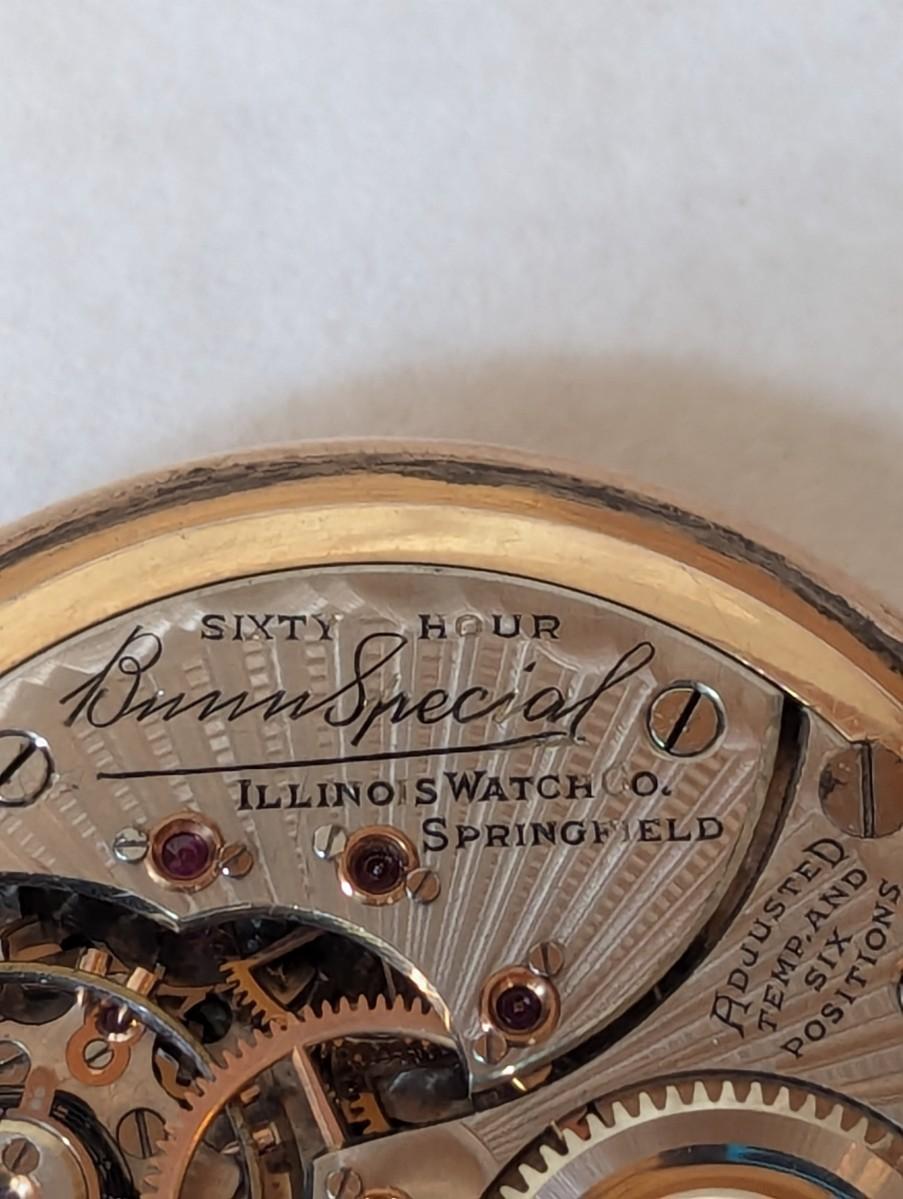 SIXTY HOUR
Bunn Special
ILLINOIS WATCH CO.
SPRINGFIELD
ADJUSTED
TEMP. AND
SIX
POSITIONS